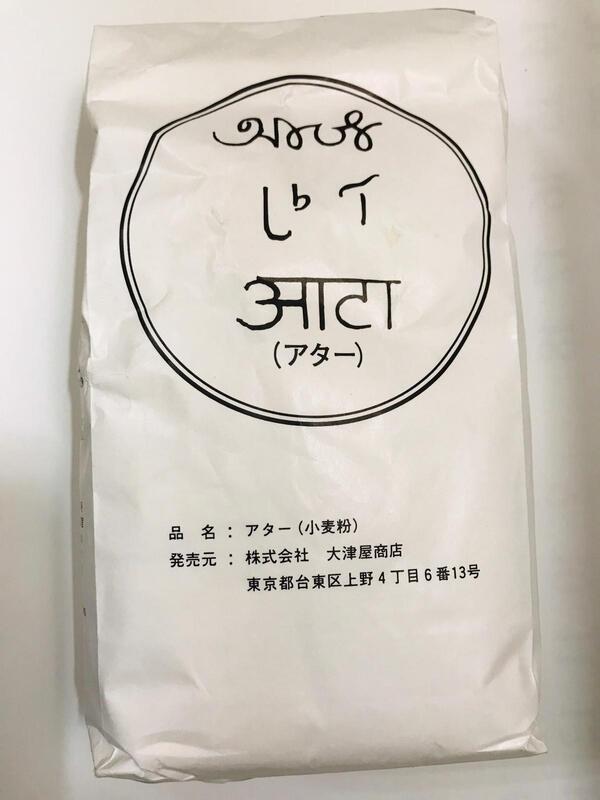 آٹا
आटा
(アター)
品 名 : アター (小麦粉)
発売元 : 株式会社 大津屋商店
東京都台東区上野4丁目6番13号